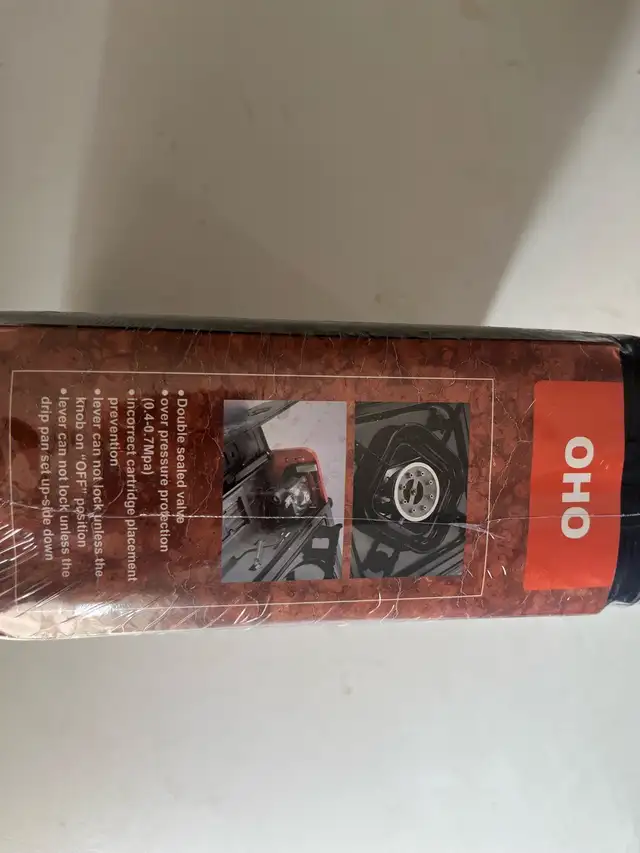 OHO
•Double sealed valve
•over pressure protection
(0.4-0.7Mpa)
•incorrect cartridge placement
prevention
•lever can not lock unless the
knob on "OFF" position
•lever can not lock unless the
drip pan set up-side down